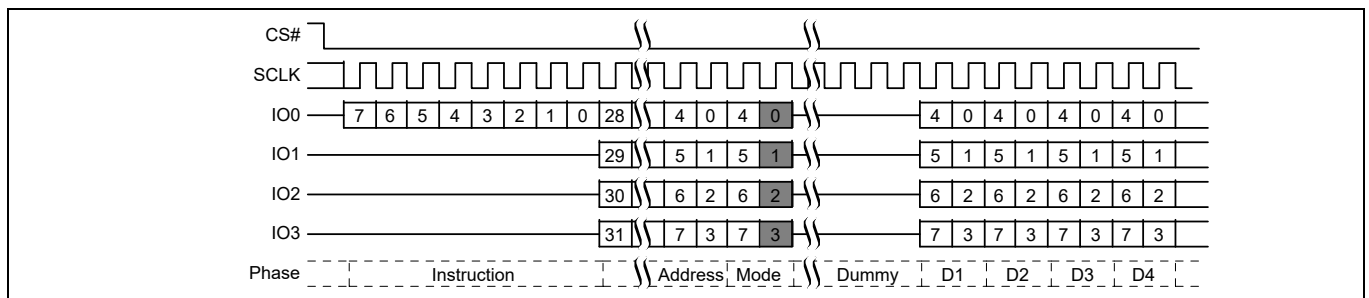 CS#
SCLK
IO0 7 6 5 4 3 2 1 0 28 4 0 4 0 4 0 4 0 4 0 4 0
IO1 29 5 1 5 1 5 1 5 1 5 1 5 1
IO2 30 6 2 6 2 6 2 6 2 6 2 6 2
IO3 31 7 3 7 3 7 3 7 3 7 3 7 3
Phase Instruction Address Mode Dummy D1 D2 D3 D4